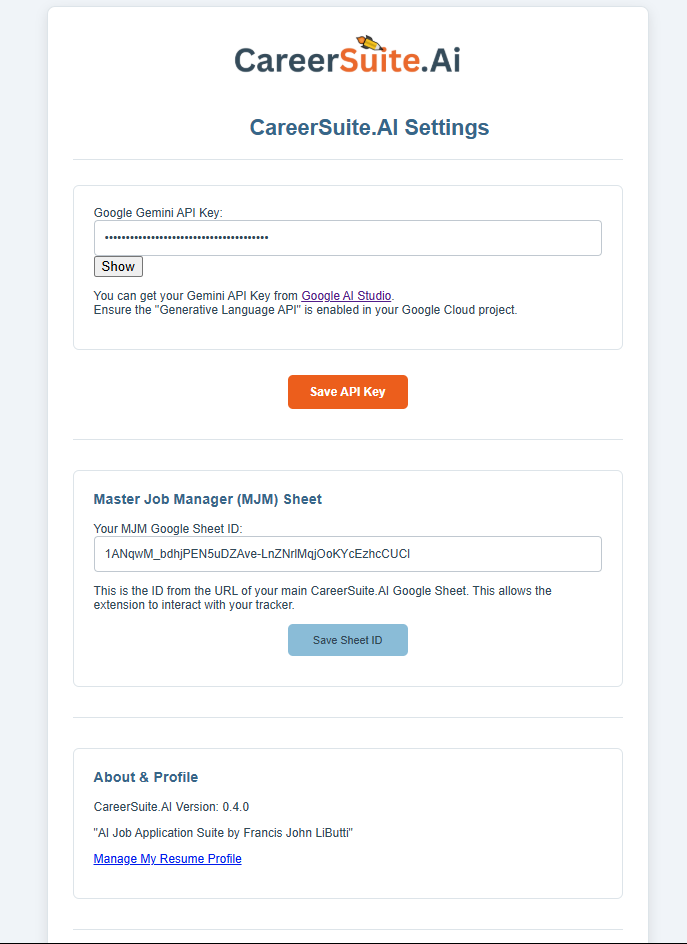 CareerSuite.Ai
CareerSuite.AI Settings
Google Gemini API Key:
Show
You can get your Gemini API Key from Google AI Studio.
Ensure the "Generative Language API" is enabled in your Google Cloud project.
Save API Key
Master Job Manager (MJM) Sheet
Your MJM Google Sheet ID:
1ANqwM_bdhjPEN5uDZAve-LnZNrlMqjOoKYcEzhcCUCI
This is the ID from the URL of your main CareerSuite.AI Google Sheet. This allows the
extension to interact with your tracker.
Save Sheet ID
About & Profile
CareerSuite.AI Version: 0.4.0
"AI Job Application Suite by Francis John LiButti"
Manage My Resume Profile